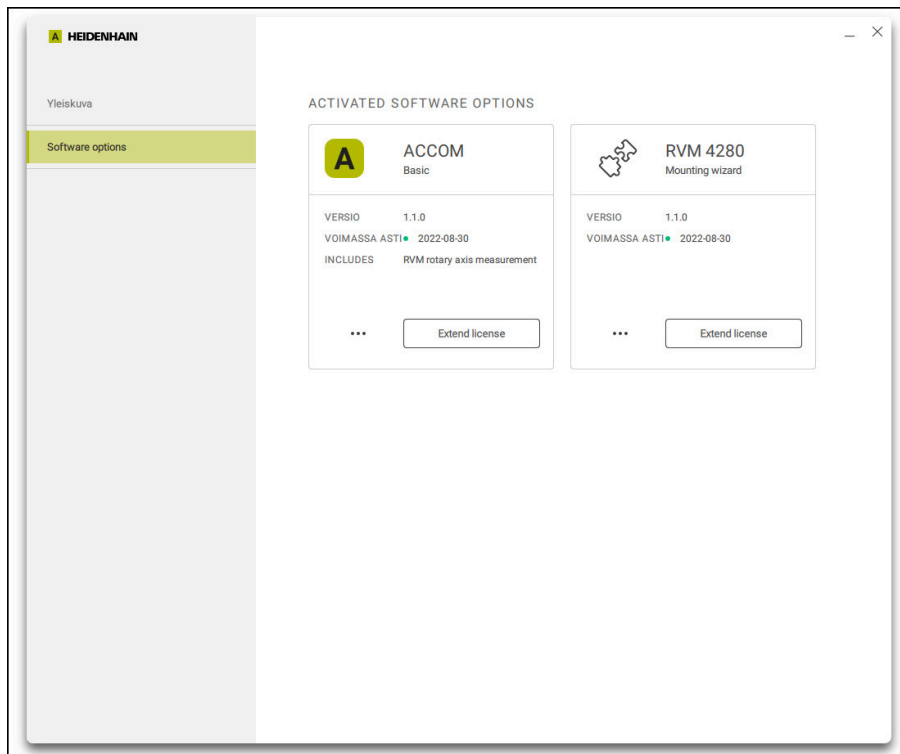 A HEIDENHAIN
Yleiskuva
Software options
ACTIVATED SOFTWARE OPTIONS
A
ACCOM
Basic
VERSIO 1.1.0
VOIMASSA ASTI 2022-08-30
INCLUDES RVM rotary axis measurement
Extend license
RVM 4280
Mounting wizard
VERSIO 1.1.0
VOIMASSA ASTI 2022-08-30
Extend license